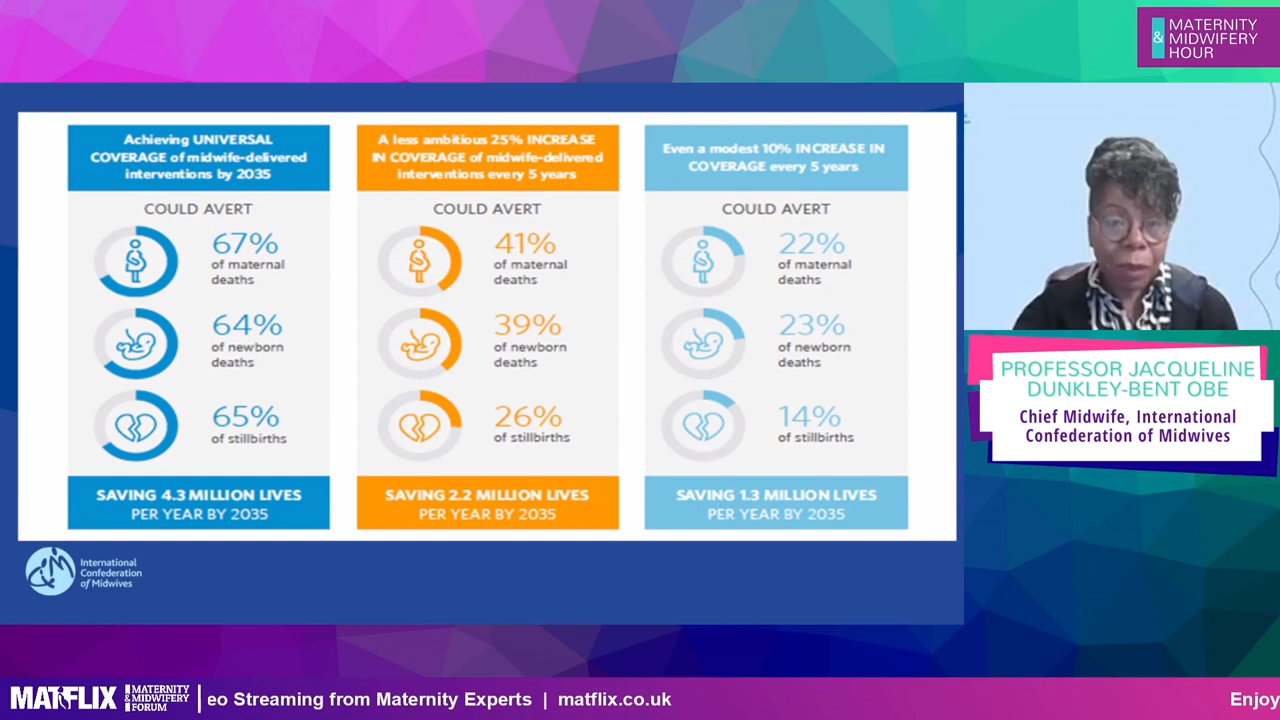 & MATERNITY
MIDWIFERY
HOUR
Achieving UNIVERSAL
COVERAGE of midwife-delivered
interventions by 2035
COULD AVERT
67%
of maternal
deaths
64%
of newborn
deaths
65%
of stillbirths
SAVING 4.3 MILLION LIVES
PER YEAR BY 2035
A less ambitious 25% INCREASE
IN COVERAGE of midwife-delivered
interventions every 5 years
COULD AVERT
41%
of maternal
deaths
39%
of newborn
deaths
26%
of stillbirths
SAVING 2.2 MILLION LIVES
PER YEAR BY 2035
Even a modest 10% INCREASE IN
COVERAGE every 5 years
COULD AVERT
22%
of maternal
deaths
23%
of newborn
deaths
14%
of stillbirths
SAVING 1.3 MILLION LIVES
PER YEAR BY 2035
International
Confederation
of Midwives
PROFESSOR JACQUELINE
DUNKLEY-BENT OBE
Chief Midwife, International
Confederation of Midwives
MATFLIX
MATERNITY
& MIDWIFERY
FORUM
eo Streaming from Maternity Experts | matflix.co.uk
Enjoy